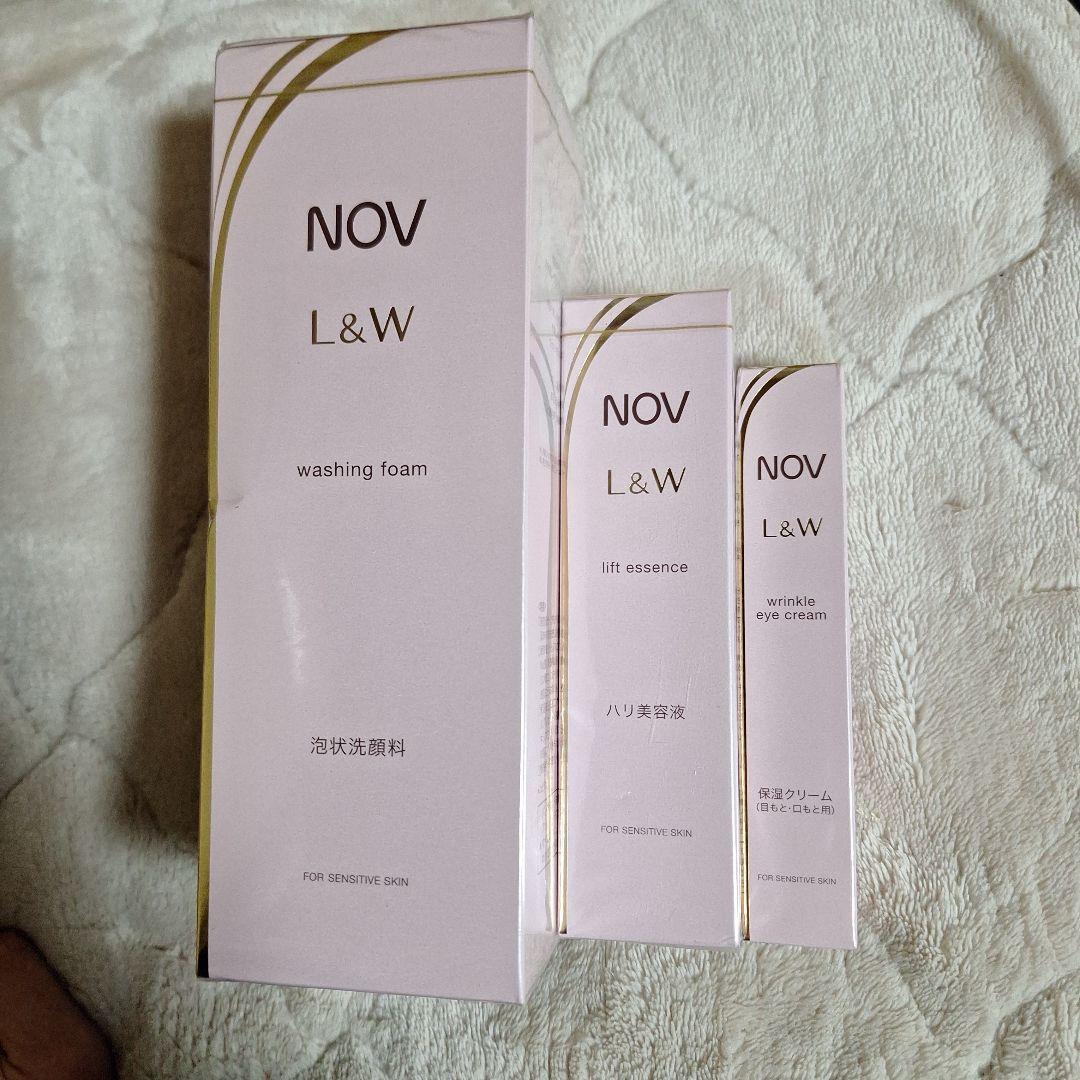 NOV
L&W
washing foam
泡状洗顔料
FOR SENSITIVE SKIN
NOV
L&W
lift essence
ハリ美容液
FOR SENSITIVE SKIN
NOV
L&W
wrinkle
eye cream
保湿クリーム
(目もと・口もと用)
FOR SENSITIVE SKIN